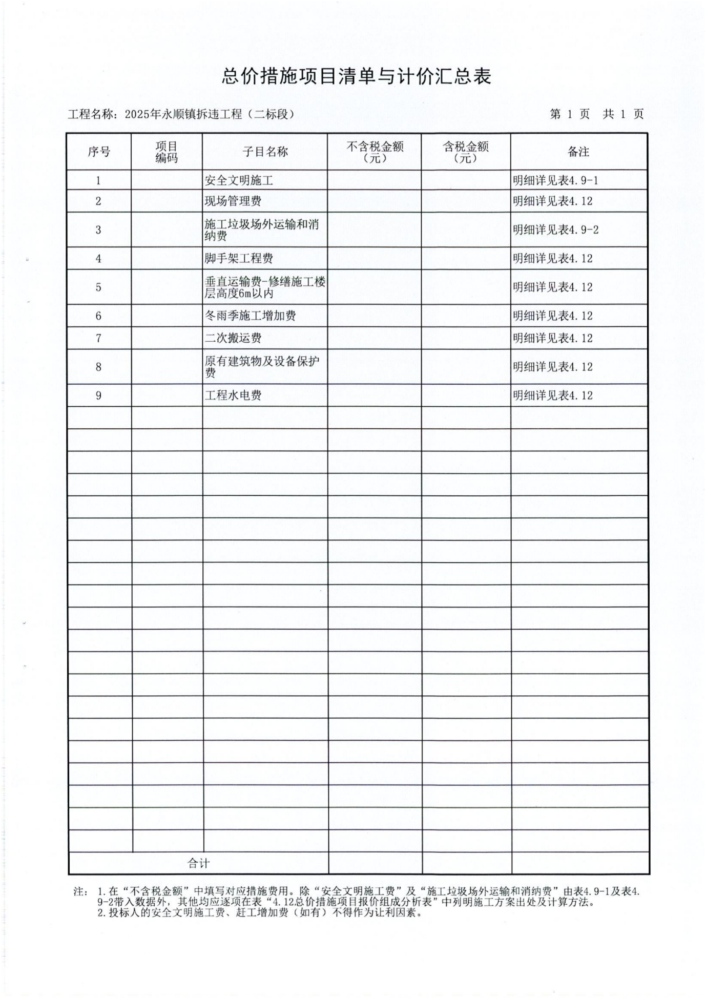 总价措施项目清单与计价汇总表
工程名称：2025年永顺镇拆违工程（二标段） 第 1 页 共 1 页
序号 项目编码 子目名称 不含税金额（元） 含税金额（元） 备注
1 安全文明施工 明细详见表4.9-1
2 现场管理费 明细详见表4.12
3 施工垃圾场外运输和消纳费 明细详见表4.9-2
4 脚手架工程费 明细详见表4.12
5 垂直运输费-修缮施工楼层高度6m以内 明细详见表4.12
6 冬雨季施工增加费 明细详见表4.12
7 二次搬运费 明细详见表4.12
8 原有建筑物及设备保护费 明细详见表4.12
9 工程水电费 明细详见表4.12
合计
注： 1.在“不含税金额”中填写对应措施费用。除“安全文明施工费”及“施工垃圾场外运输和消纳费”由表4.9-1及表4.
9-2带入数据外，其他均应逐项在表“4.12总价措施项目报价组成分析表”中列明施工方案出处及计算方法。
2.投标人的安全文明施工费、赶工增加费（如有）不得作为让利因素。